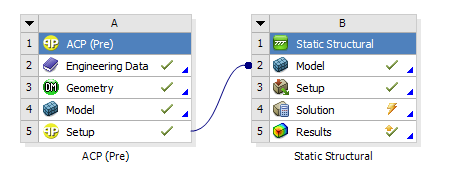 A
1 ACP (Pre)
2 Engineering Data
3 Geometry
4 Model
5 Setup
ACP (Pre)
B
1 Static Structural
2 Model
3 Setup
4 Solution
5 Results
Static Structural